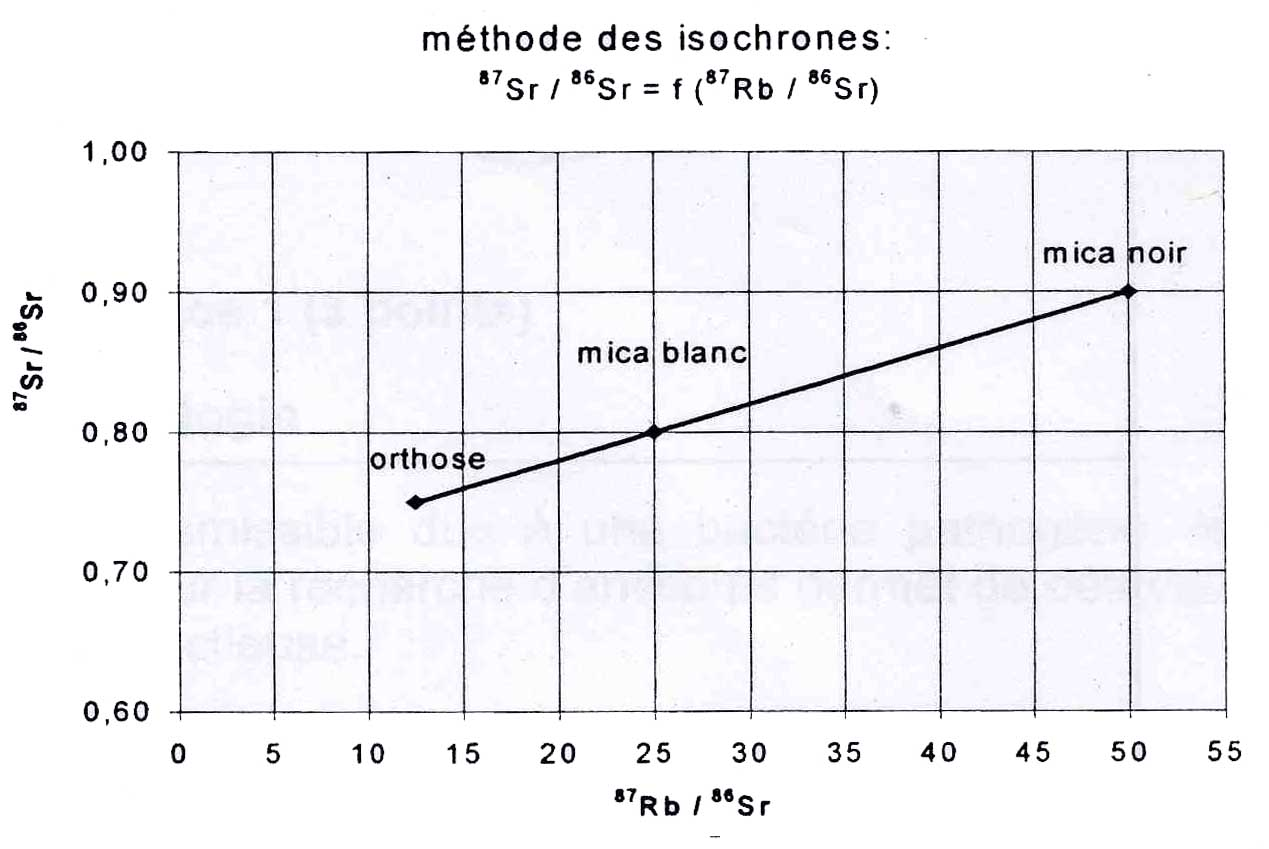 méthode des isochrones:
⁸⁷Sr / ⁸⁶Sr = f (⁸⁷Rb / ⁸⁶Sr)
1,00
0,90
0,80
0,70
0,60
⁸⁷Sr / ⁸⁶Sr
mica noir
mica blanc
orthose
0 5 10 15 20 25 30 35 40 45 50 55
⁸⁷Rb / ⁸⁶Sr